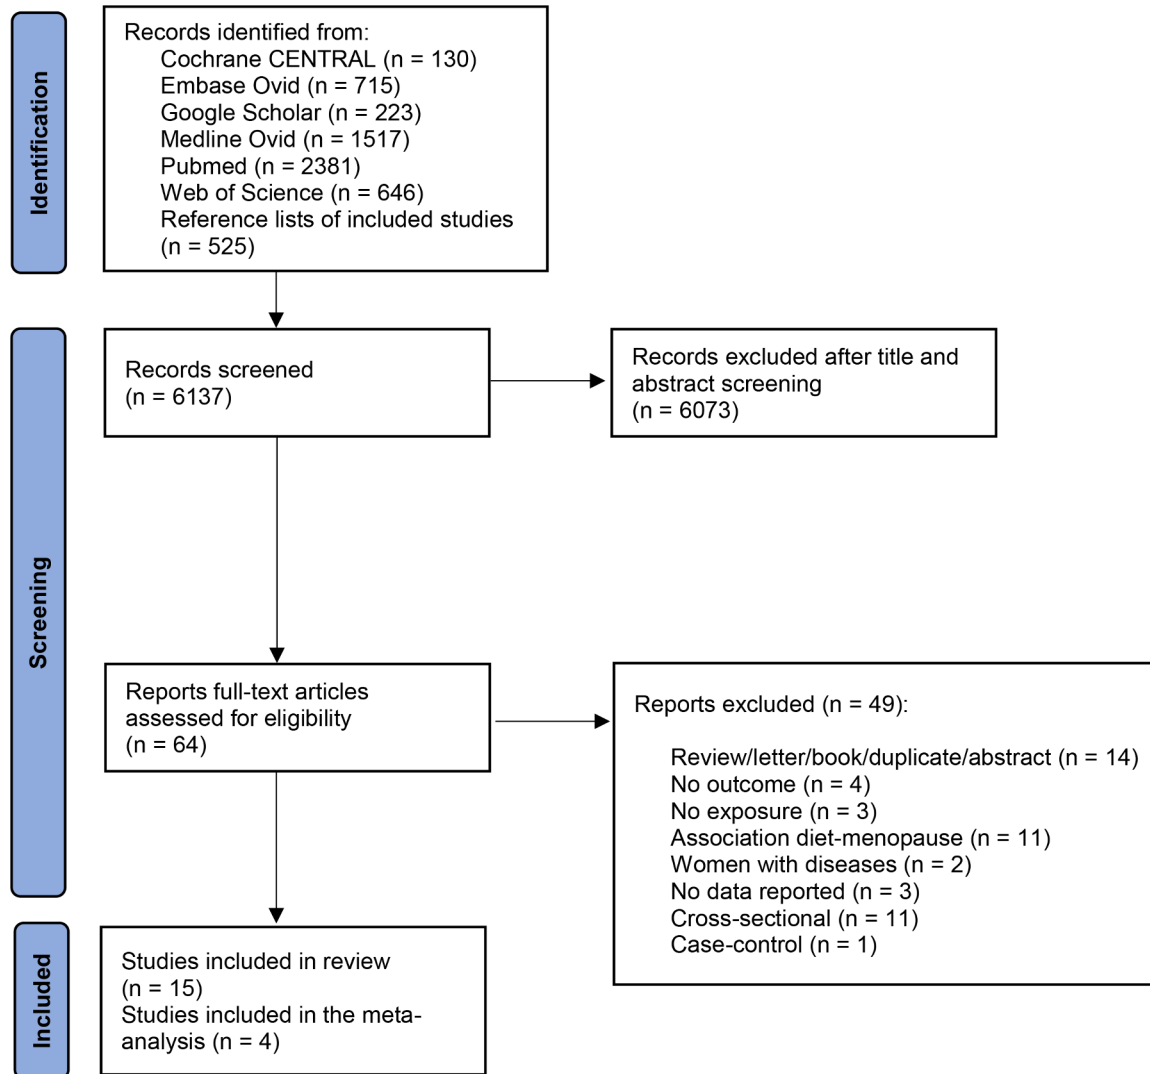 Identification
Records identified from:
Cochrane CENTRAL (n = 130)
Embase Ovid (n = 715)
Google Scholar (n = 223)
Medline Ovid (n = 1517)
Pubmed (n = 2381)
Web of Science (n = 646)
Reference lists of included studies
(n = 525)
Screening
Records screened
(n = 6137)
Records excluded after title and
abstract screening
(n = 6073)
Reports full-text articles
assessed for eligibility
(n = 64)
Reports excluded (n = 49):
Review/letter/book/duplicate/abstract (n = 14)
No outcome (n = 4)
No exposure (n = 3)
Association diet-menopause (n = 11)
Women with diseases (n = 2)
No data reported (n = 3)
Cross-sectional (n = 11)
Case-control (n = 1)
Included
Studies included in review
(n = 15)
Studies included in the meta-
analysis (n = 4)